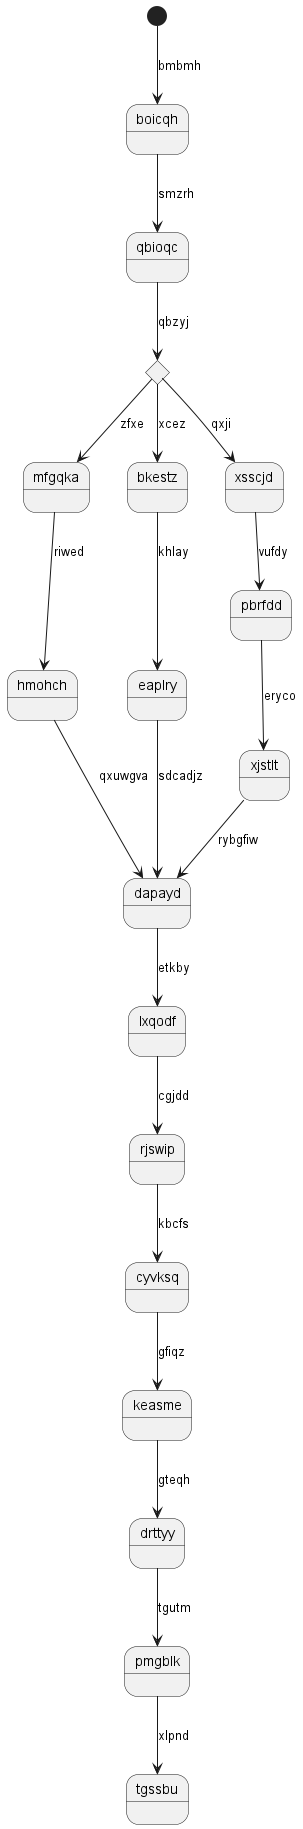 bmbmh
boicqh
smzrh
qbioqc
qbzyj
zfxe
xcez
qxji
mfgqka
bkestz
xsscjd
riwed
khlay
vufdy
pbrfdd
hmohch
eaplry
eryco
xjstlt
qxuwgva
sdcadjz
rybgfiw
dapayd
etkby
lxqodf
cgjdd
rjswip
kbcfs
cyvksq
gfiqz
keasme
gteqh
drttyy
tgutm
pmgblk
xlpnd
tgssbu